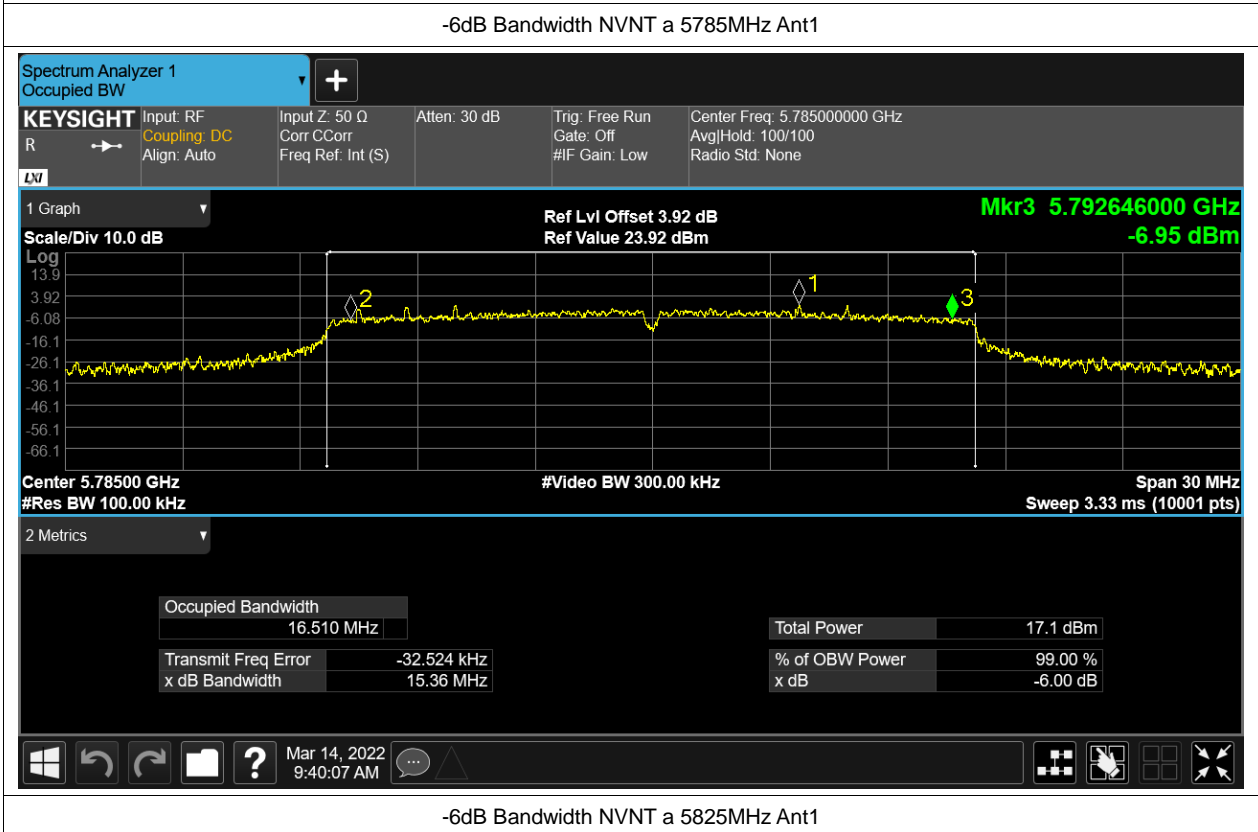 -6dB Bandwidth NVNT a 5785MHz Ant1
Spectrum Analyzer 1
Occupied BW
KEYSIGHT
R
LXI
Input: RF
Coupling: DC
Align: Auto
Input Z: 50 Ω
Corr CCorr
Freq Ref: Int (S)
Atten: 30 dB
Trig: Free Run
Gate: Off
#IF Gain: Low
Center Freq: 5.785000000 GHz
Avg|Hold: 100/100
Radio Std: None
1 Graph
Scale/Div 10.0 dB
Ref Lvl Offset 3.92 dB
Ref Value 23.92 dBm
Mkr3 5.792646000 GHz
-6.95 dBm
Log
13.9
3.92
-6.08
-16.1
-26.1
-36.1
-46.1
-56.1
-66.1
2
1
3
Center 5.78500 GHz
#Video BW 300.00 kHz
Span 30 MHz
#Res BW 100.00 kHz
Sweep 3.33 ms (10001 pts)
2 Metrics
Occupied Bandwidth
16.510 MHz
Total Power 17.1 dBm
Transmit Freq Error -32.524 kHz
% of OBW Power 99.00 %
x dB Bandwidth 15.36 MHz
x dB -6.00 dB
?
Mar 14, 2022
9:40:07 AM
-6dB Bandwidth NVNT a 5825MHz Ant1